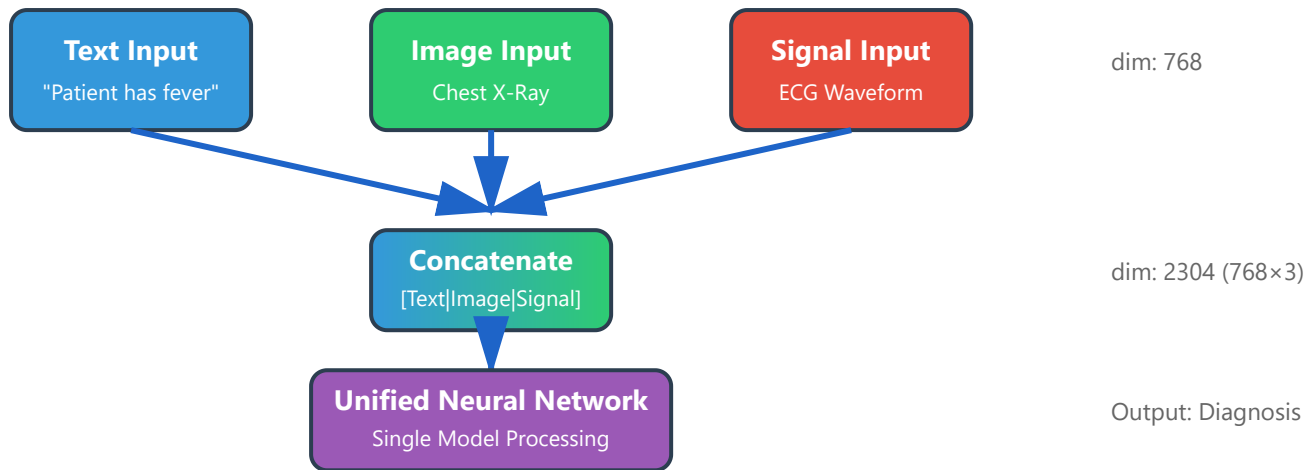 Text Input
"Patient has fever"
Image Input
Chest X-Ray
Signal Input
ECG Waveform
dim: 768
Concatenate
[Text|Image|Signal]
dim: 2304 (768×3)
Unified Neural Network
Single Model Processing
Output: Diagnosis